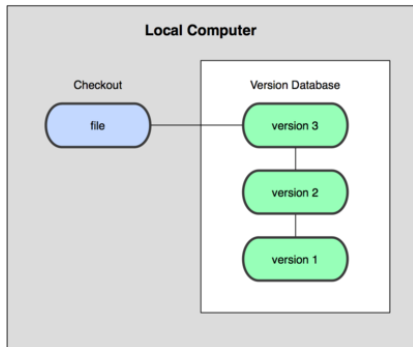 Local Computer
Checkout
Version Database
file
version 3
version 2
version 1